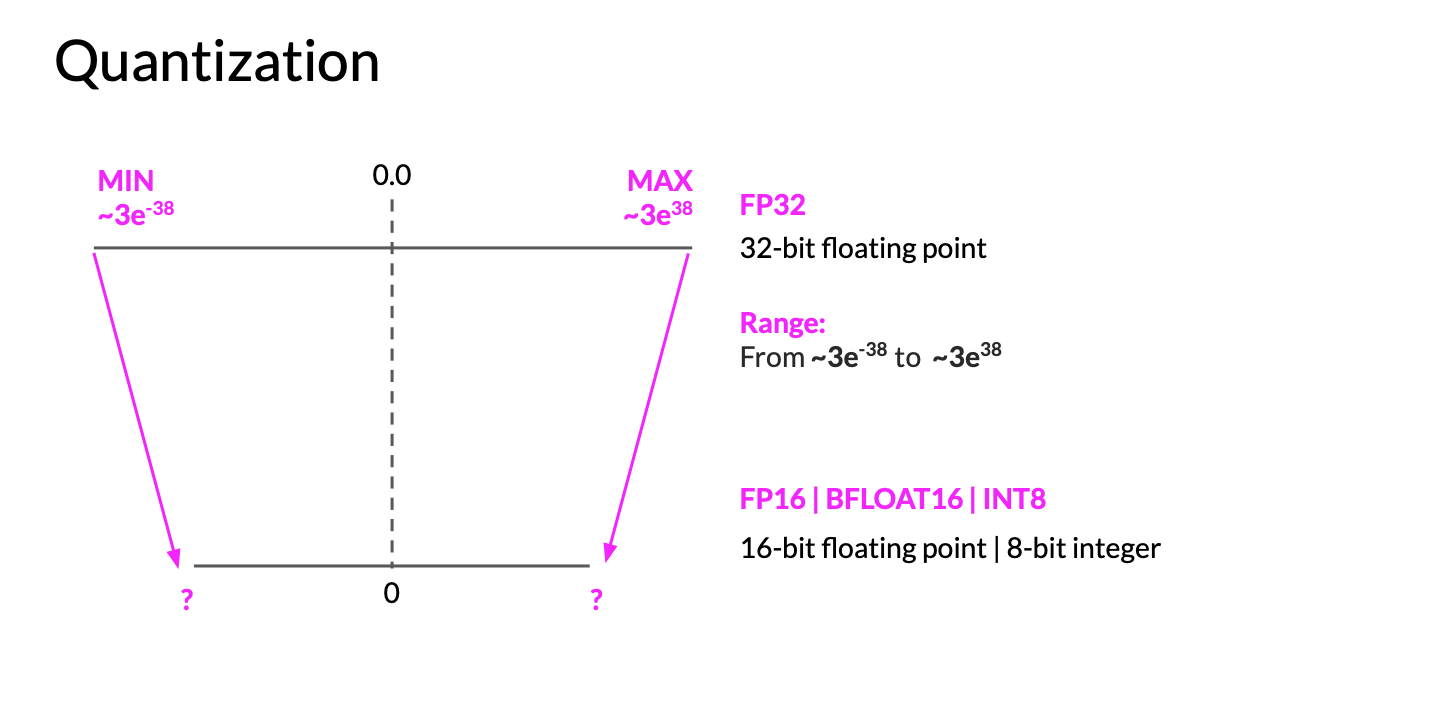 Quantization
MIN
~3e⁻³⁸
0.0
MAX
~3e³⁸
FP32
32-bit floating point
Range:
From ~3e⁻³⁸ to ~3e³⁸
FP16 | BFLOAT16 | INT8
16-bit floating point | 8-bit integer
?
0
?